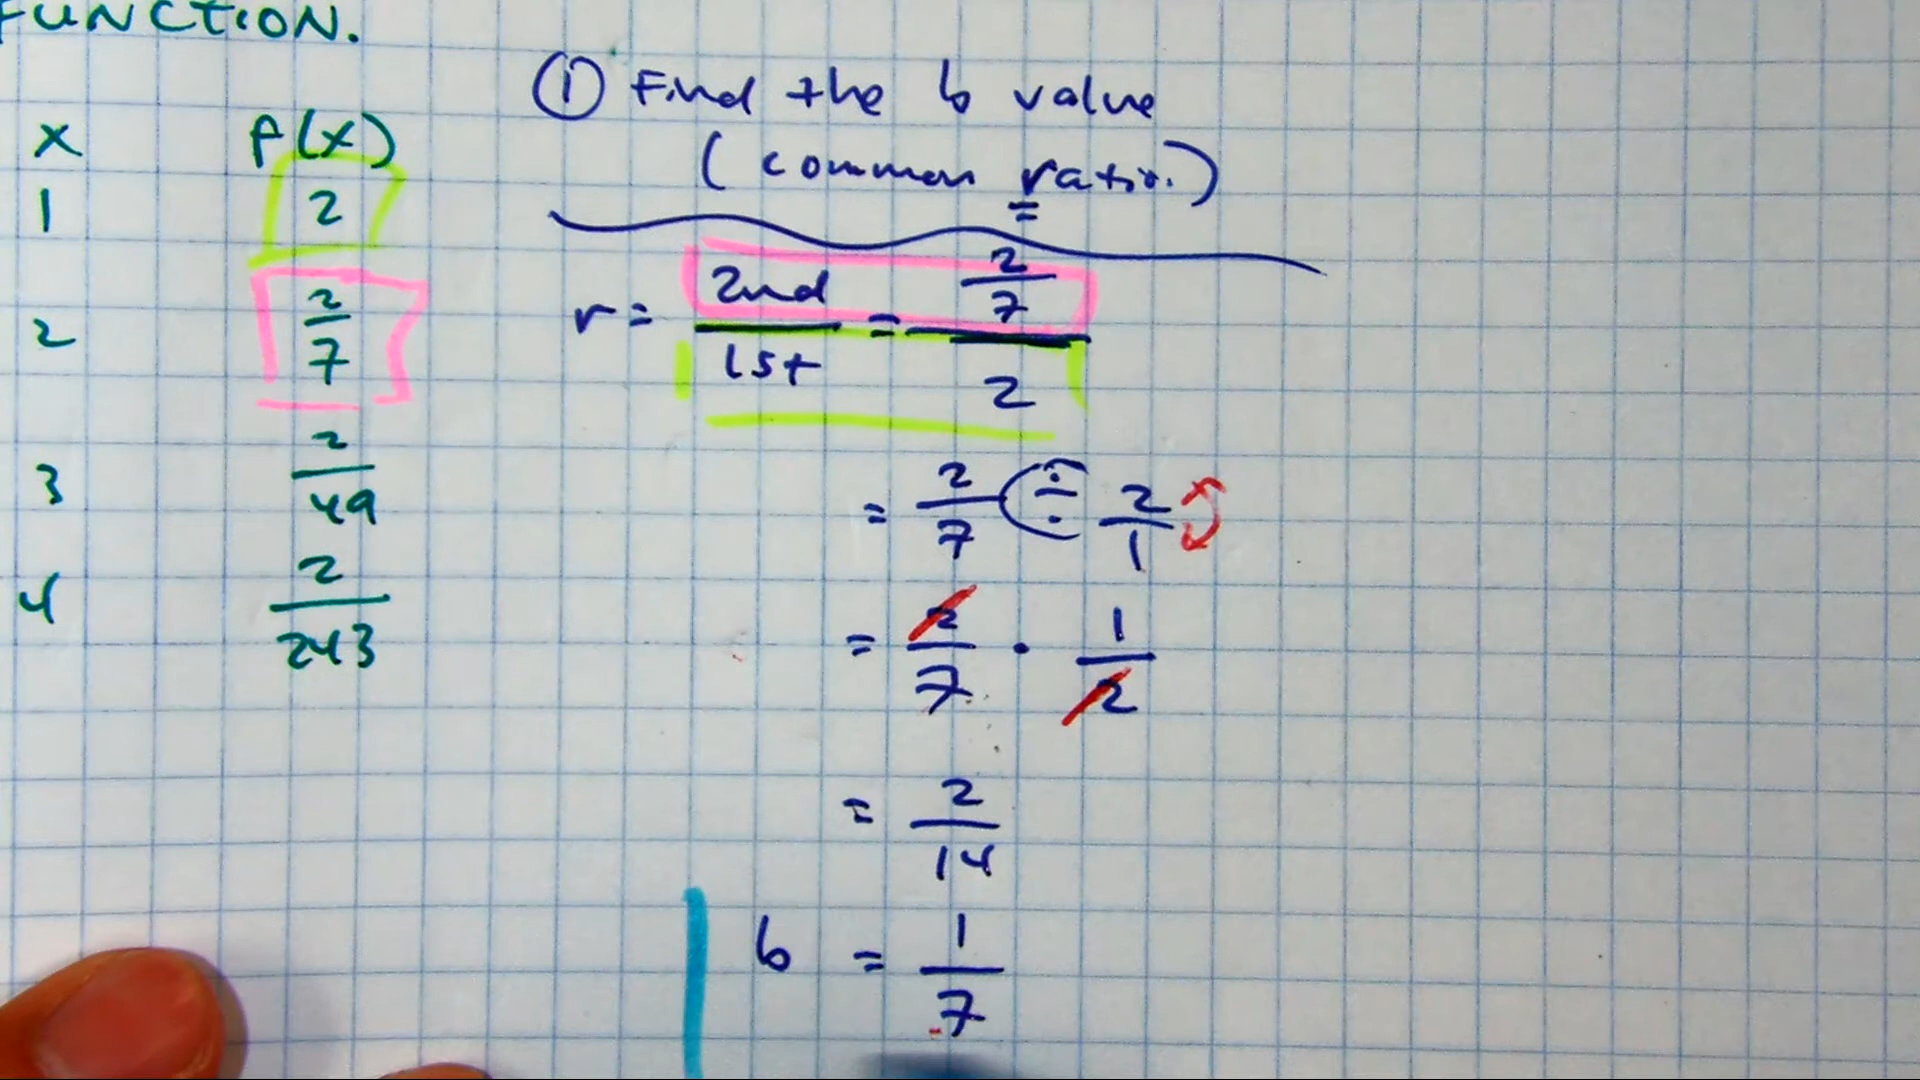 FUNCTION.
① Find the b value
(common ratio.)
x f(x)
1 2
2 2/7
3 2/49
4 2/243
r = 2nd/1st = (2/7)/2
= 2/7 ÷ 2/1
= 2/7 · 1/2
= 2/14
b = 1/7